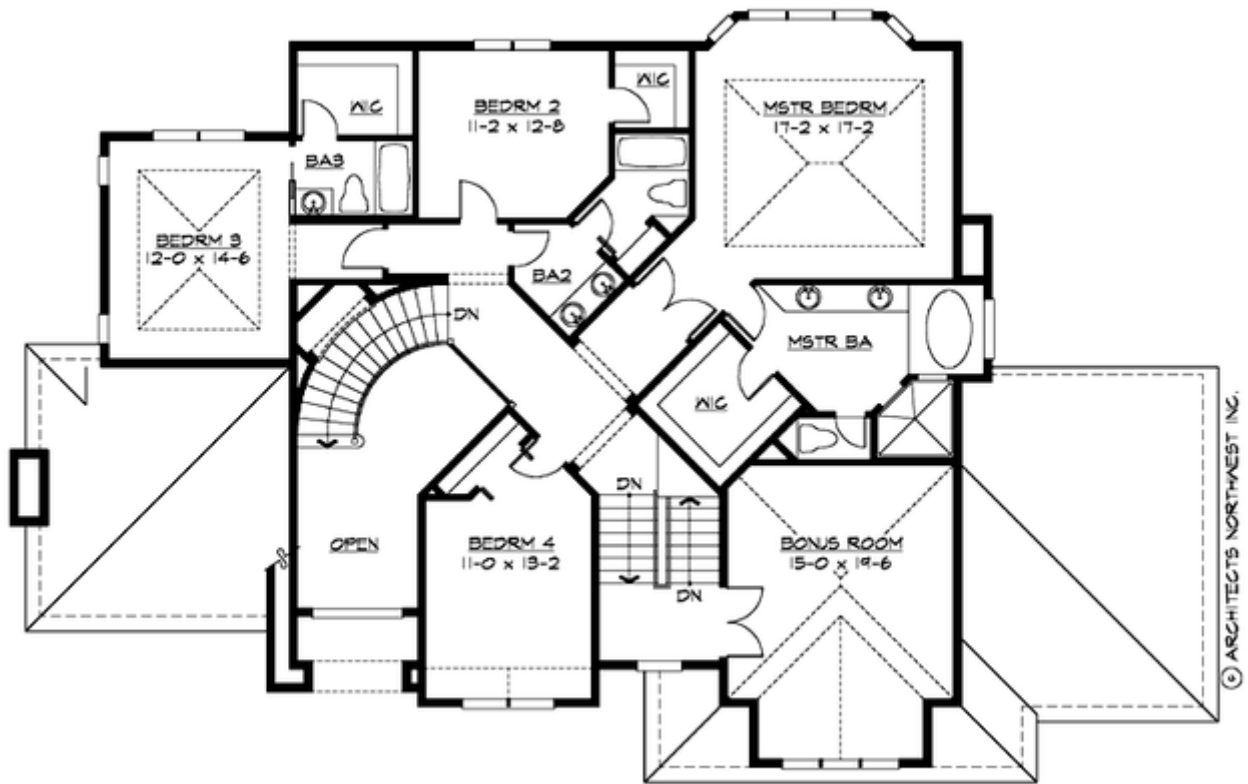 WIC
BEDRM 2
11-2 x 12-8
WIC
MSTR BEDRM
17-2 x 17-2
BA3
BEDRM 3
12-0 x 14-6
BA2
DN
MSTR BA
WIC
DN
OPEN
BEDRM 4
11-0 x 13-2
BONUS ROOM
15-0 x 19-6
DN
© ARCHITECTS NORTHWEST INC.